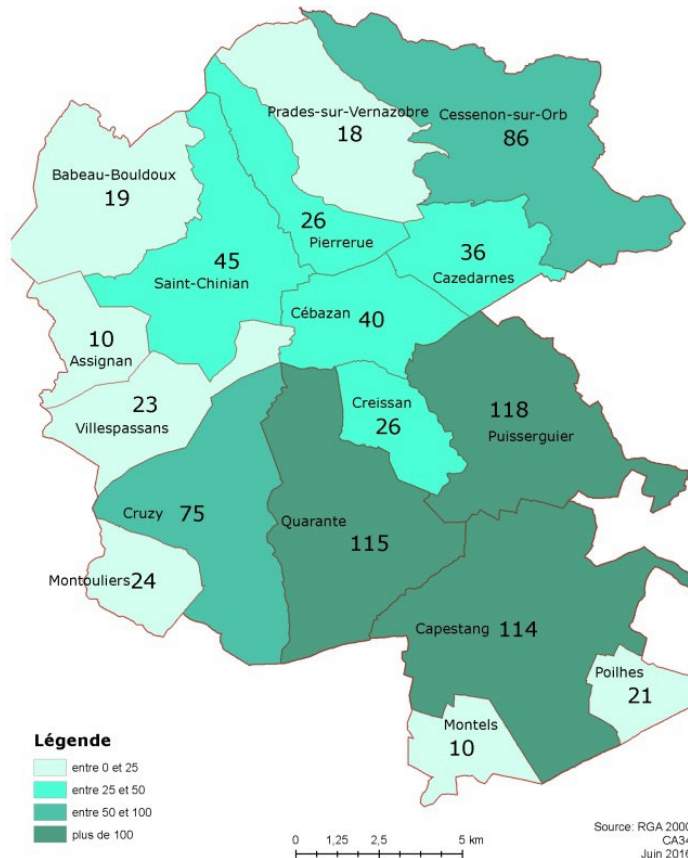 Prades-sur-Vernazobre
18
Cessenon-sur-Orb
86
Babeau-Bouldoux
19
26
Pierrerue
36
Cazedarnes
45
Saint-Chinian
Cébazan
40
10
Assignan
23
Villespassans
Creissan
26
118
Puisserguier
Cruzy 75
Quarante
115
Montouliers 24
Capestang 114
Poilhes
21
Montels
10
Légende
entre 0 et 25
entre 25 et 50
entre 50 et 100
plus de 100
0 1,25 2,5 5 km
Source: RGA 2000
CA34
Juin 2016